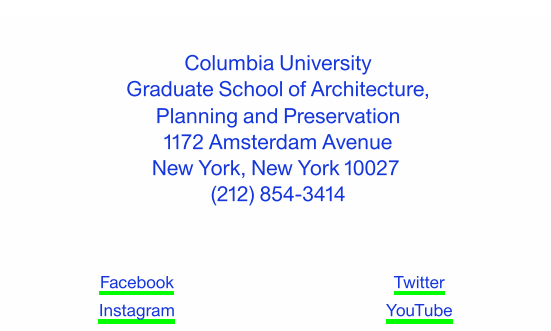 Columbia University
Graduate School of Architecture,
Planning and Preservation
1172 Amsterdam Avenue
New York, New York 10027
(212) 854-3414
Facebook Twitter
Instagram YouTube